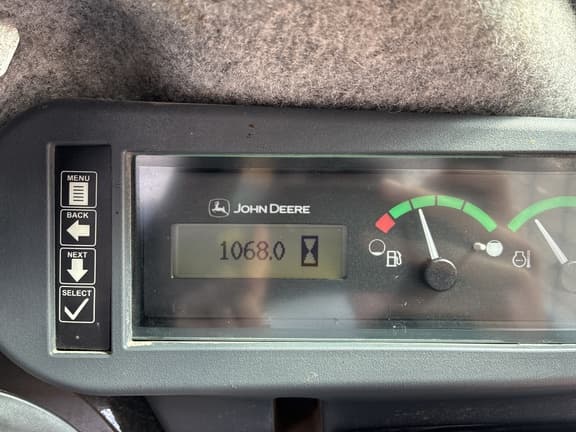 MENU
BACK
NEXT
SELECT
JOHN DEERE
1068.0